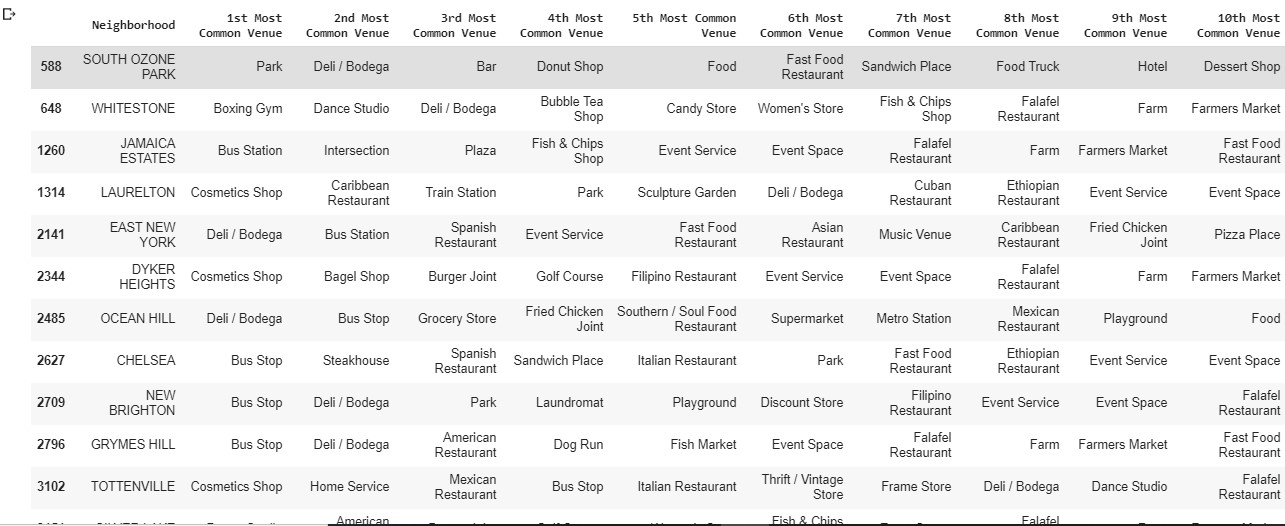 Neighborhood 1st Most Common Venue 2nd Most Common Venue 3rd Most Common Venue 4th Most Common Venue 5th Most Common Venue 6th Most Common Venue 7th Most Common Venue 8th Most Common Venue 9th Most Common Venue 10th Most Common Venue
588 SOUTH OZONE PARK Park Deli / Bodega Bar Donut Shop Food Fast Food Restaurant Sandwich Place Food Truck Hotel Dessert Shop
648 WHITESTONE Boxing Gym Dance Studio Deli / Bodega Bubble Tea Shop Candy Store Women's Store Fish & Chips Shop Falafel Restaurant Farm Farmers Market
1260 JAMAICA ESTATES Bus Station Intersection Plaza Fish & Chips Shop Event Service Event Space Falafel Restaurant Farm Farmers Market Fast Food Restaurant
1314 LAURELTON Cosmetics Shop Caribbean Restaurant Train Station Park Sculpture Garden Deli / Bodega Cuban Restaurant Ethiopian Restaurant Event Service Event Space
2141 EAST NEW YORK Deli / Bodega Bus Station Spanish Restaurant Event Service Fast Food Restaurant Asian Restaurant Music Venue Caribbean Restaurant Fried Chicken Joint Pizza Place
2344 DYKER HEIGHTS Cosmetics Shop Bagel Shop Burger Joint Golf Course Filipino Restaurant Event Service Event Space Falafel Restaurant Farm Farmers Market
2485 OCEAN HILL Deli / Bodega Bus Stop Grocery Store Fried Chicken Joint Southern / Soul Food Restaurant Supermarket Metro Station Mexican Restaurant Playground Food
2627 CHELSEA Bus Stop Steakhouse Spanish Restaurant Sandwich Place Italian Restaurant Park Fast Food Restaurant Ethiopian Restaurant Event Service Event Space
2709 NEW BRIGHTON Bus Stop Deli / Bodega Park Laundromat Playground Discount Store Filipino Restaurant Event Service Event Space Falafel Restaurant
2796 GRYMES HILL Bus Stop Deli / Bodega American Restaurant Dog Run Fish Market Event Space Falafel Restaurant Farm Farmers Market Fast Food Restaurant
3102 TOTTENVILLE Cosmetics Shop Home Service Mexican Restaurant Bus Stop Italian Restaurant Thrift / Vintage Store Frame Store Deli / Bodega Dance Studio Falafel Restaurant
American Fish & Chips Falafel